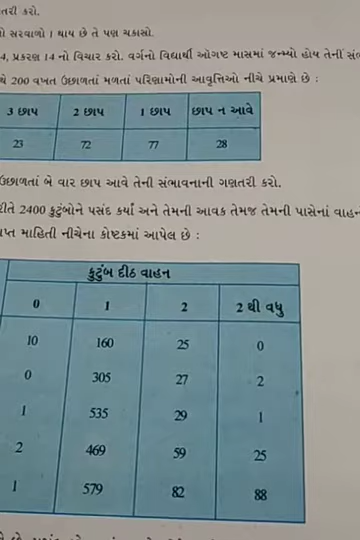 તરી કરો.
સરવાળો 1 થાય છે તે પણ ચકાસો.
4, પ્રકરણ 14 નો વિચાર કરો. વર્ગનો વિદ્યાર્થી ઓગષ્ટ માસમાં જન્મ્યો હોય તેની
200 વખત ઉછાળતાં મળતાં પરિણામોની આવૃત્તિઓ નીચે પ્રમાણે છે :
3 છાપ 2 છાપ 1 છાપ છાપ ન આવે
23 72 77 28
ઉછાળતાં બે વાર છાપ આવે તેની સંભાવનાની ગણતરી કરો.
રીતે 2400 કુટુંબોને પસંદ કર્યાં અને તેમની આવક તેમજ તેમની પાસેનાં વાહન
માહિતી નીચેના કોષ્ટકમાં આપેલ છે :
કુટુંબ દીઠ વાહન
0 1 2 2 થી વધુ
10 160 25 0
0 305 27 2
1 535 29 1
2 469 59 25
1 579 82 88